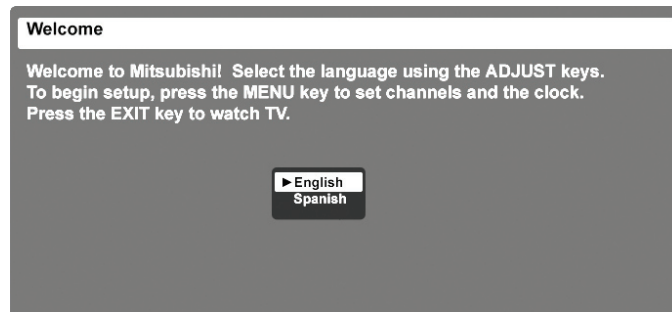 Welcome
Welcome to Mitsubishi! Select the language using the ADJUST keys.
To begin setup, press the MENU key to set channels and the clock.
Press the EXIT key to watch TV.
►English
Spanish